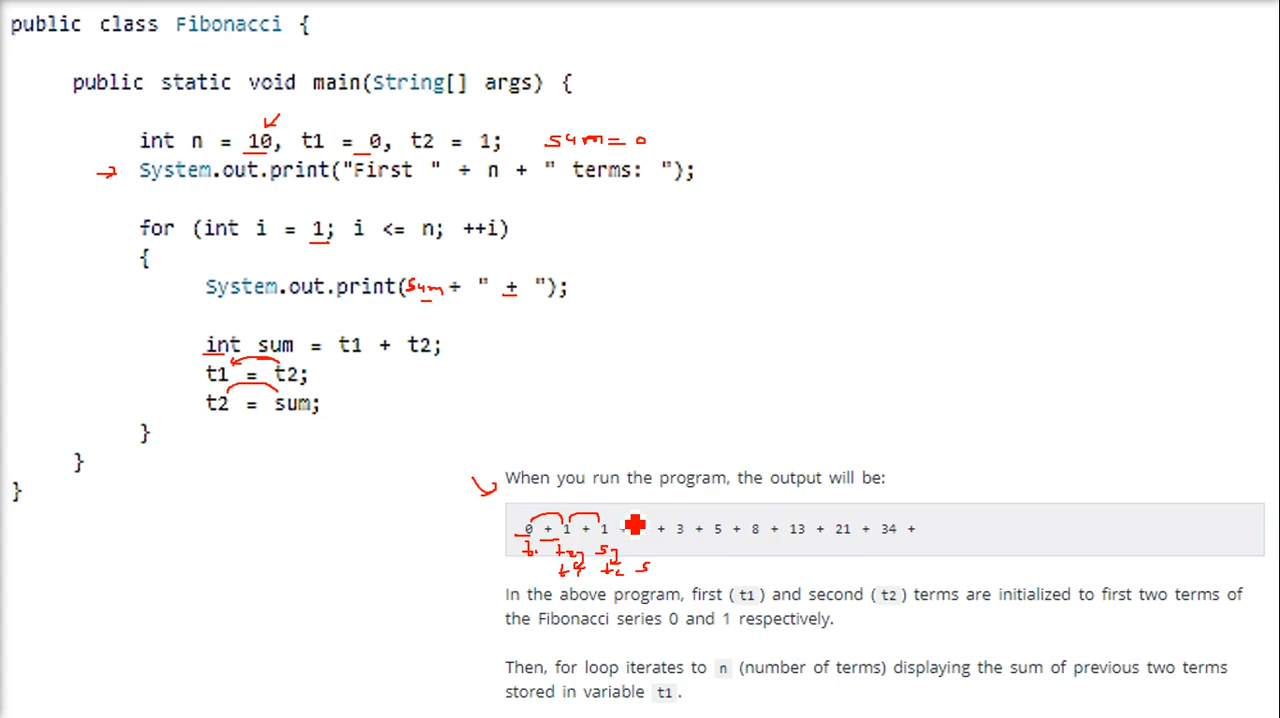 public class Fibonacci {
public static void main(String[] args) {
int n = 10, t1 = 0, t2 = 1; sum = 0
System.out.print("First " + n + " terms: ");
for (int i = 1; i <= n; ++i)
{
System.out.print(sum + " + ");
int sum = t1 + t2;
t1 = t2;
t2 = sum;
}
}
}
When you run the program, the output will be:
0 + 1 + 1 + 3 + 5 + 8 + 13 + 21 + 34 +
t1 t2 s
t1 t2 s
In the above program, first (t1) and second (t2) terms are initialized to first two terms of
the Fibonacci series 0 and 1 respectively.
Then, for loop iterates to n (number of terms) displaying the sum of previous two terms
stored in variable t1.